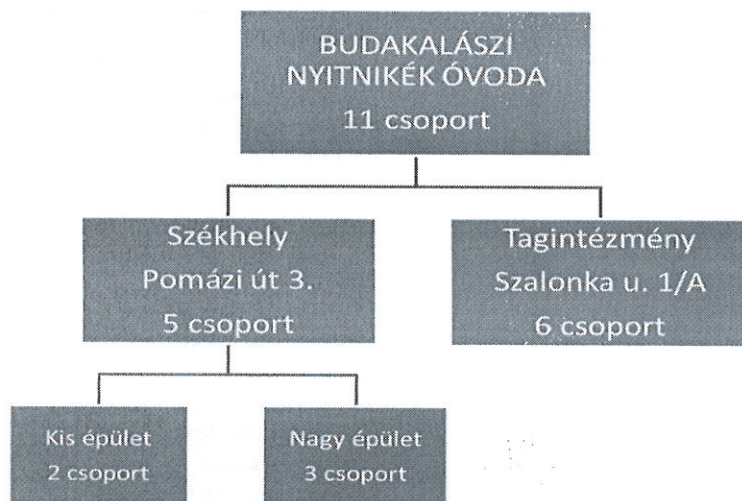 BUDAKALÁSZI
NYITNIKÉK ÓVODA
11 csoport
Székhely
Pomázi út 3.
5 csoport
Tagintézmény
Szalonka u. 1/A
6 csoport
Kis épület
2 csoport
Nagy épület
3 csoport